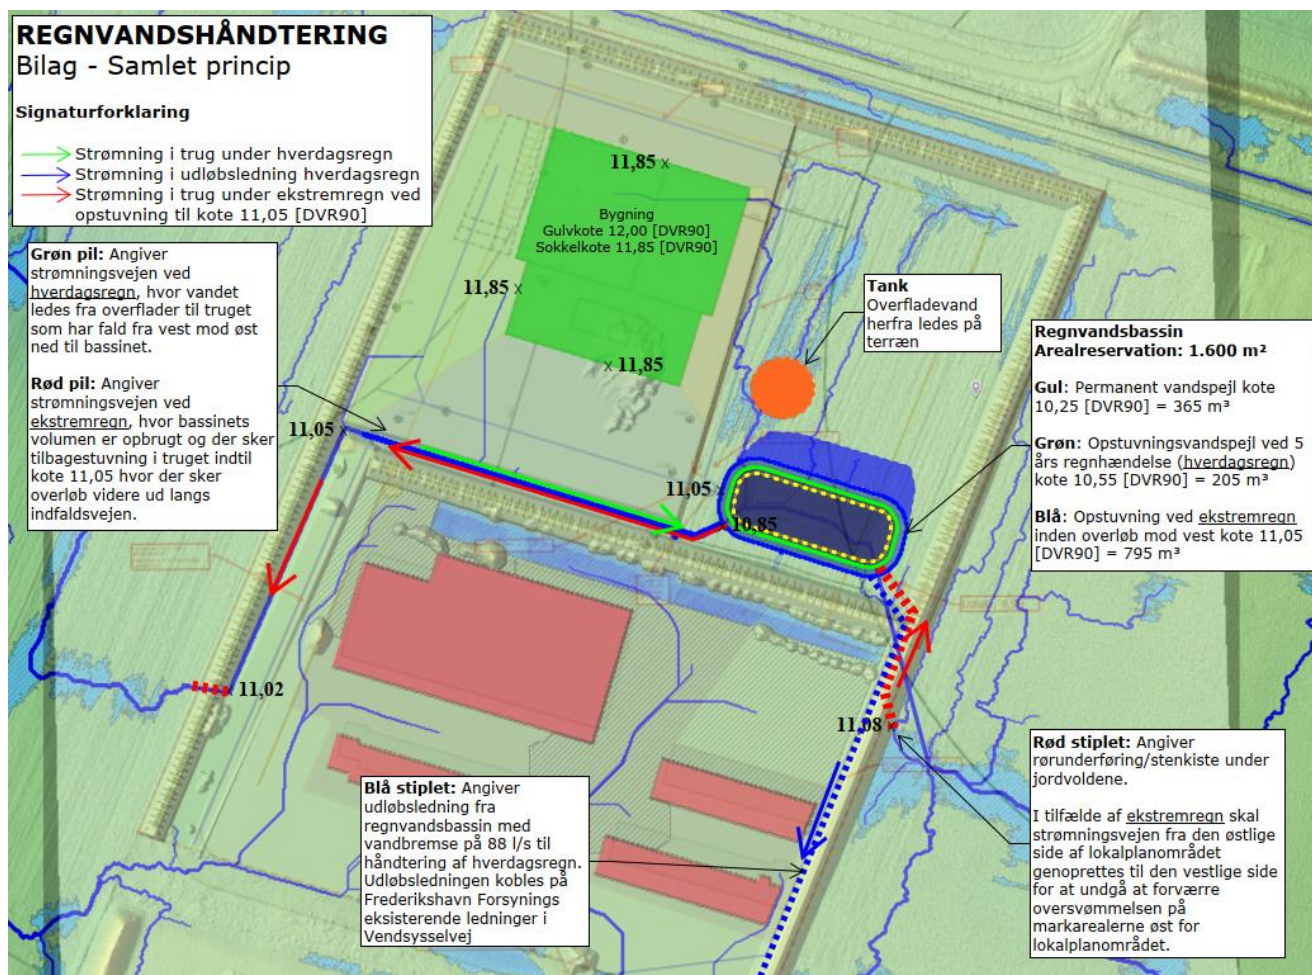 REGNVANDSHÅNDTERING
Bilag - Samlet princip
Signaturforklaring
Strømning i trug under hverdagsregn
Strømning i udløbsledning hverdagsregn
Strømning i trug under ekstremregn ved
opstuvning til kote 11,05 [DVR90]
11,85 x
Bygning
Gulvkote 12,00 [DVR90]
Sokkelkote 11,85 [DVR90]
11,85 x
x 11,85
Grøn pil: Angiver
strømningsvejen ved
hverdagsregn, hvor vandet
ledes fra overflader til truget
som har fald fra vest mod øst
ned til bassinet.
Rød pil: Angiver
strømningsvejen ved
ekstremregn, hvor bassinets
volumen er opbrugt og der sker
tilbagestuvning i truget indtil
kote 11,05 hvor der sker
overløb videre ud langs
indfaldsvejen.
Tank
Overfladevand
herfra ledes på
terræn
Regnvandsbassin
Arealreservation: 1.600 m²
Gul: Permanent vandspejl kote
10,25 [DVR90] = 365 m³
Grøn: Opstuvningsvandspejl ved 5
års regnhændelse (hverdagsregn)
kote 10,55 [DVR90] = 205 m³
Blå: Opstuvning ved ekstremregn
inden overløb mod vest kote 11,05
[DVR90] = 795 m³
11,05 x
11,05 x
10,85
x 11,02
11,08 x
Blå stiplet: Angiver
udløbsledning fra
regnvandsbassin med
vandbremse på 88 l/s til
håndtering af hverdagsregn.
Udløbsledningen kobles på
Frederikshavn Forsynings
eksisterende ledninger i
Vendsysselvej
Rød stiplet: Angiver
rørunderføring/stenkiste under
jordvoldene.
I tilfælde af ekstremregn skal
strømningsvejen fra den østlige
side af lokalplanområdet
genoprettes til den vestlige side
for at undgå at forværre
oversvømmelsen på
markarealerne øst for
lokalplanområdet.